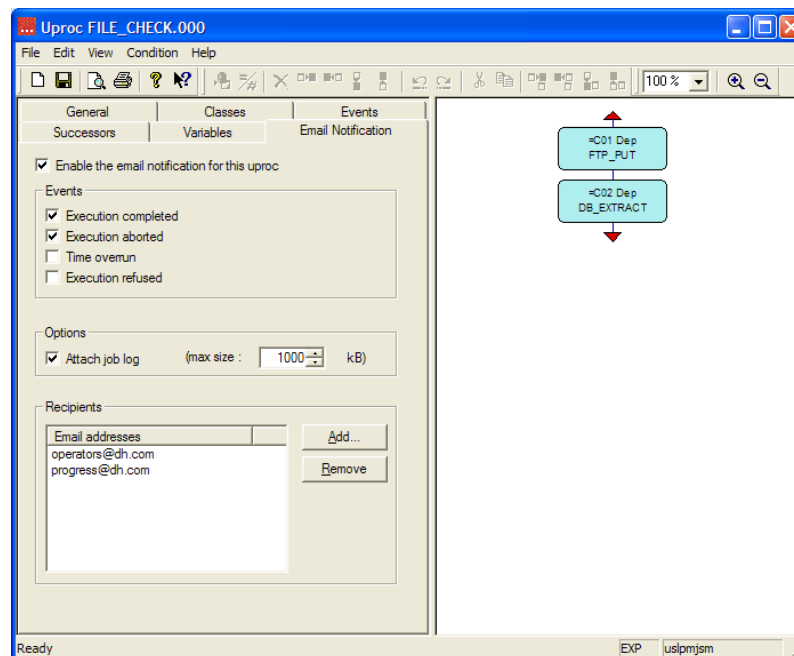 Uproc FILE_CHECK.000
File Edit View Condition Help
100 %
General Classes Events
Successors Variables Email Notification
Enable the email notification for this uproc
Events
Execution completed
Execution aborted
Time overrun
Execution refused
Options
Attach job log (max size : 1000 kB)
Recipients
Email addresses
operators@dh.com
progress@dh.com
Add...
Remove
=C01 Dep
FTP_PUT
=C02 Dep
DB_EXTRACT
Ready EXP uslpmjsm